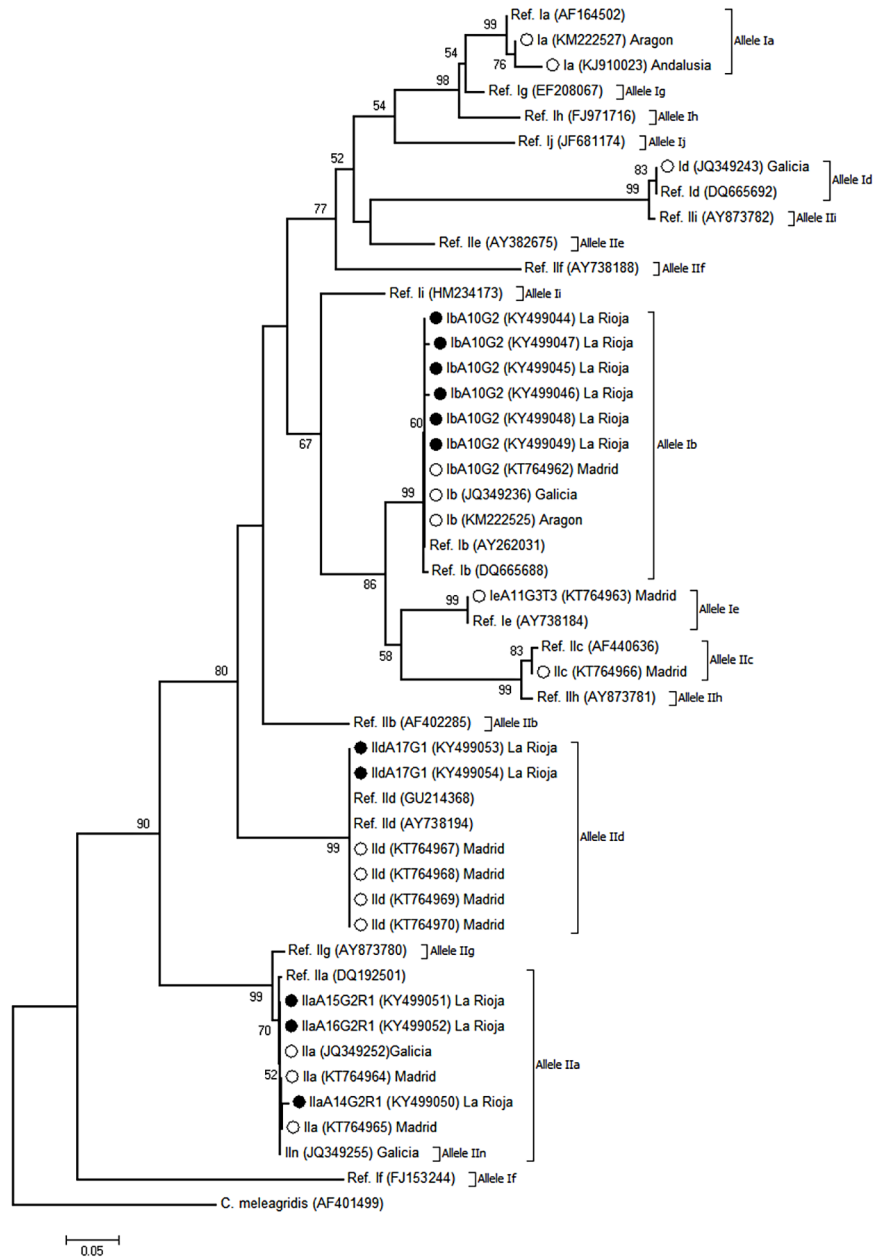 99 Ref. Ia (AF164502)
Ia (KM222527) Aragon Allele Ia
54
76 Ia (KJ910023) Andalusia
98 Ref. Ig (EF208067) Allele Ig
54
Ref. Ih (FJ971716) Allele Ih
Ref. Ij (JF681174) Allele Ij
52
83 Id (JQ349243) Galicia
Allele Id
99 Ref. Id (DQ665692)
77 Ref. IIi (AY873782) Allele IIi
Ref. IIe (AY382675) Allele IIe
Ref. IIf (AY738188) Allele IIf
Ref. Ii (HM234173) Allele Ii
IbA10G2 (KY499044) La Rioja
IbA10G2 (KY499047) La Rioja
IbA10G2 (KY499045) La Rioja
IbA10G2 (KY499046) La Rioja
60 IbA10G2 (KY499048) La Rioja
67 IbA10G2 (KY499049) La Rioja Allele Ib
IbA10G2 (KT764962) Madrid
99 Ib (JQ349236) Galicia
Ib (KM222525) Aragon
Ref. Ib (AY262031)
Ref. Ib (DQ665688)
86
99 IeA11G3T3 (KT764963) Madrid
Allele Ie
Ref. Ie (AY738184)
58 83 Ref. IIc (AF440636)
Allele IIc
IIc (KT764966) Madrid
99 Ref. IIh (AY873781) Allele IIh
80
Ref. IIb (AF402285) Allele IIb
IIdA17G1 (KY499053) La Rioja
IIdA17G1 (KY499054) La Rioja
Ref. IId (GU214368)
90 Ref. IId (AY738194)
Allele IId
99 IId (KT764967) Madrid
IId (KT764968) Madrid
IId (KT764969) Madrid
IId (KT764970) Madrid
Ref. IIg (AY873780) Allele IIg
Ref. IIa (DQ192501)
99 IIaA15G2R1 (KY499051) La Rioja
70 IIaA16G2R1 (KY499052) La Rioja
IIa (JQ349252)Galicia
Allele IIa
52 IIa (KT764964) Madrid
IIaA14G2R1 (KY499050) La Rioja
IIa (KT764965) Madrid
IIn (JQ349255) Galicia Allele IIn
Ref. If (FJ153244) Allele If
C. meleagridis (AF401499)
0.05